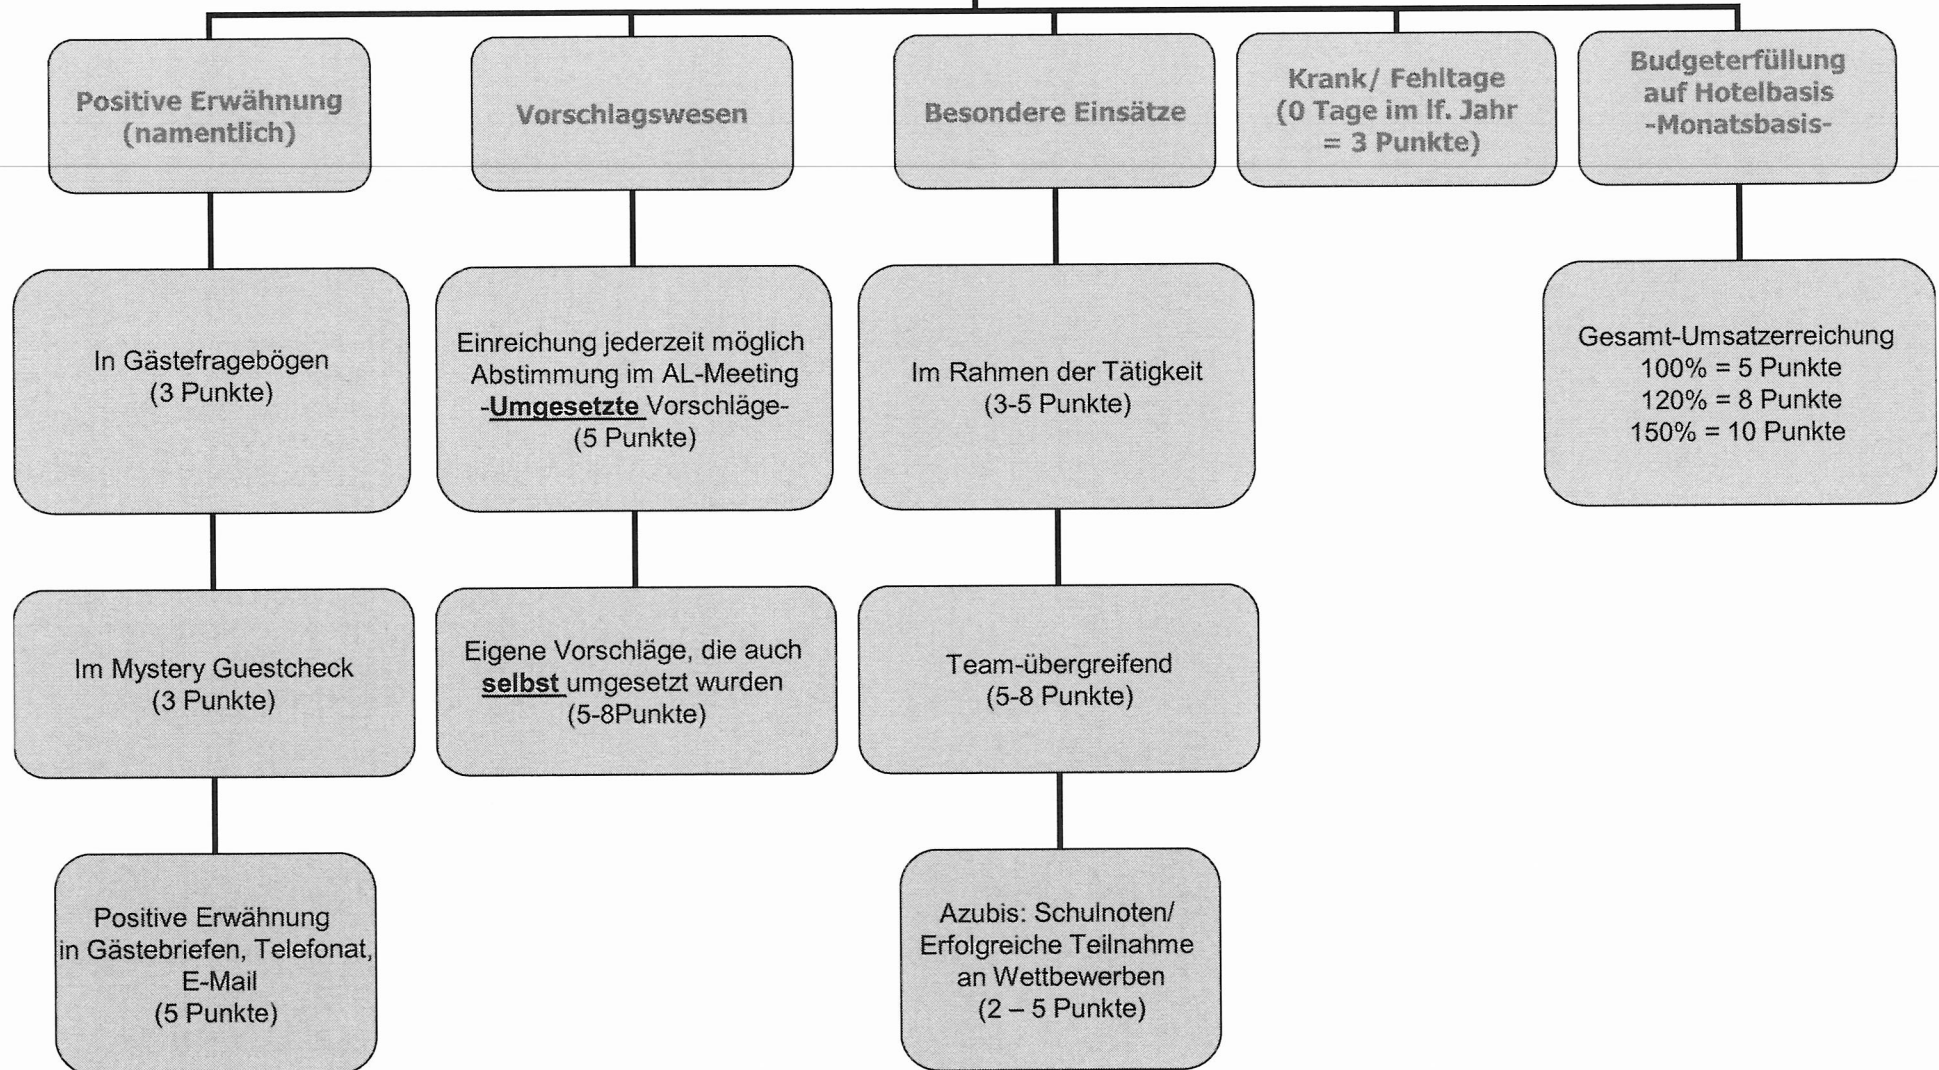 Positive Erwähnung
(namentlich)
Vorschlagswesen
Besondere Einsätze
Krank/ Fehltage
(0 Tage im lf. Jahr
= 3 Punkte)
Budgeterfüllung
auf Hotelbasis
-Monatsbasis-
In Gästefragebögen
(3 Punkte)
Einreichung jederzeit möglich
Abstimmung im AL-Meeting
-Umgesetzte Vorschläge-
(5 Punkte)
Im Rahmen der Tätigkeit
(3-5 Punkte)
Gesamt-Umsatzerreichung
100% = 5 Punkte
120% = 8 Punkte
150% = 10 Punkte
Im Mystery Guestcheck
(3 Punkte)
Eigene Vorschläge, die auch
selbst umgesetzt wurden
(5-8Punkte)
Team-übergreifend
(5-8 Punkte)
Positive Erwähnung
in Gästebriefen, Telefonat,
E-Mail
(5 Punkte)
Azubis: Schulnoten/
Erfolgreiche Teilnahme
an Wettbewerben
(2 – 5 Punkte)